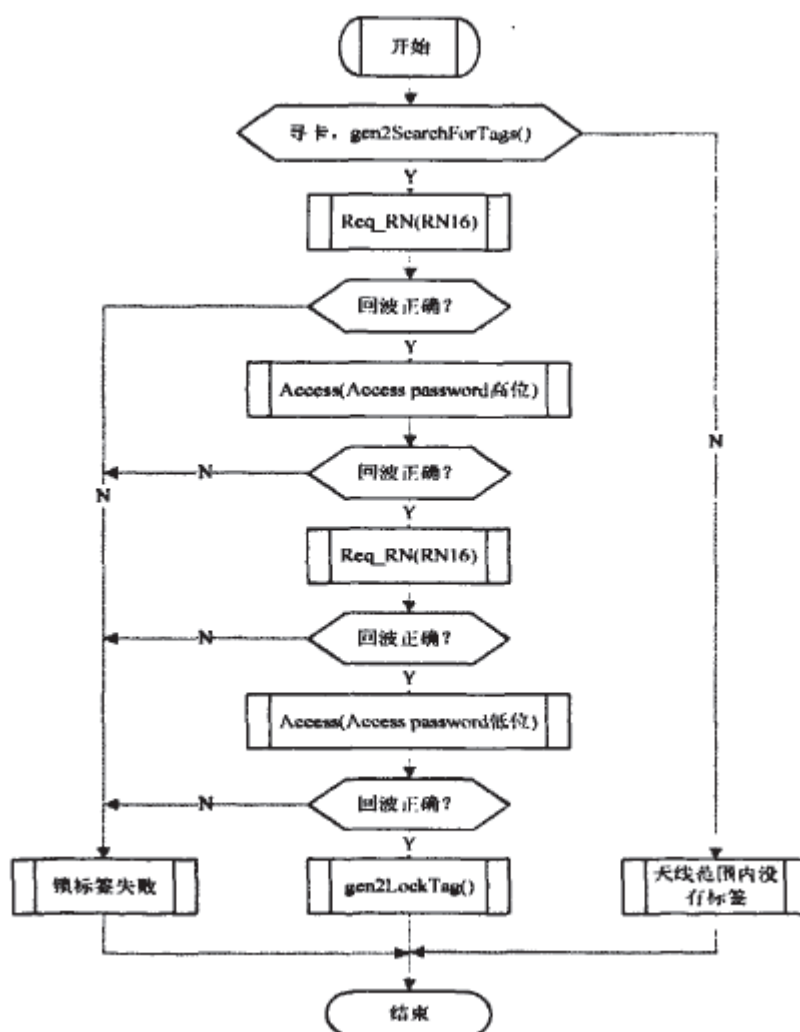 开始
寻卡，gen2SearchForTags()
Y
Req_RN(RN16)
回波正确？
Y
Access(Access password高位)
N
回波正确？
N
N
Y
Req_RN(RN16)
回波正确？
N
Y
Access(Access password低位)
回波正确？
N
Y
锁标签失败
gen2LockTag()
天线范围内没
有标签
结束